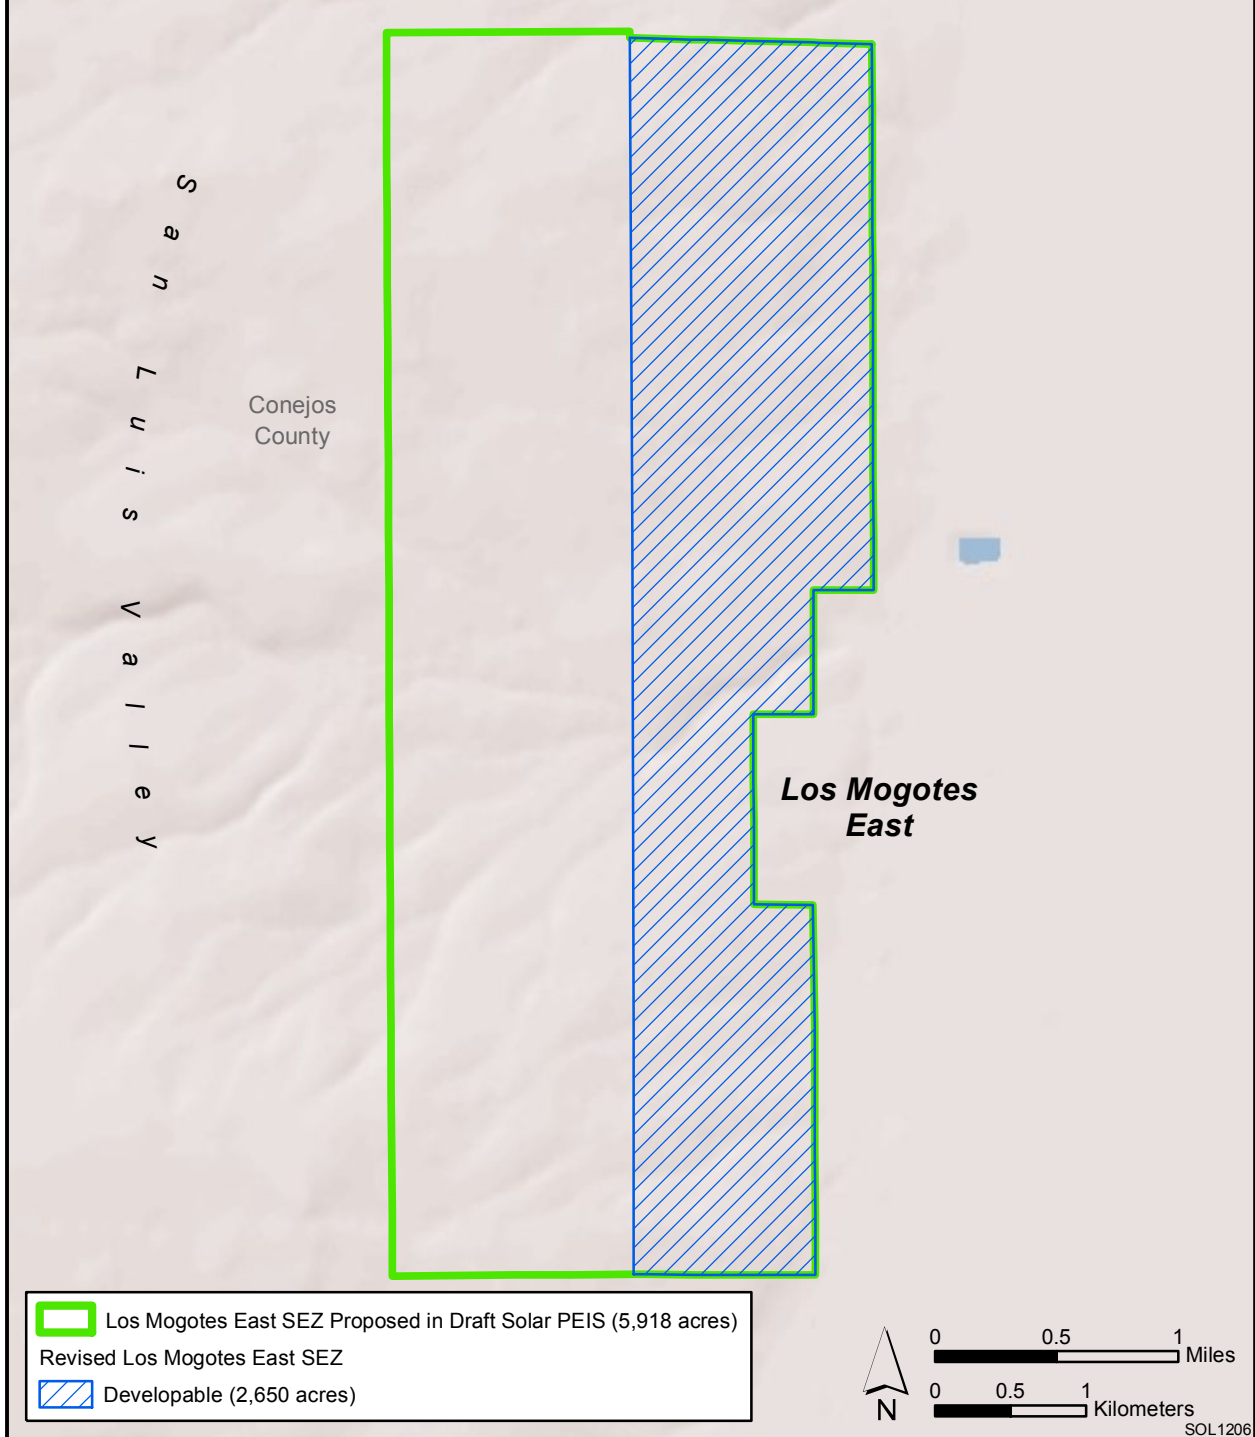 San Luis Valley
Conejos
County
Los Mogotes
East
Los Mogotes East SEZ Proposed in Draft Solar PEIS (5,918 acres)
Revised Los Mogotes East SEZ
Developable (2,650 acres)
N
0 0.5 1
Miles
0 0.5 1
Kilometers
SOL1206